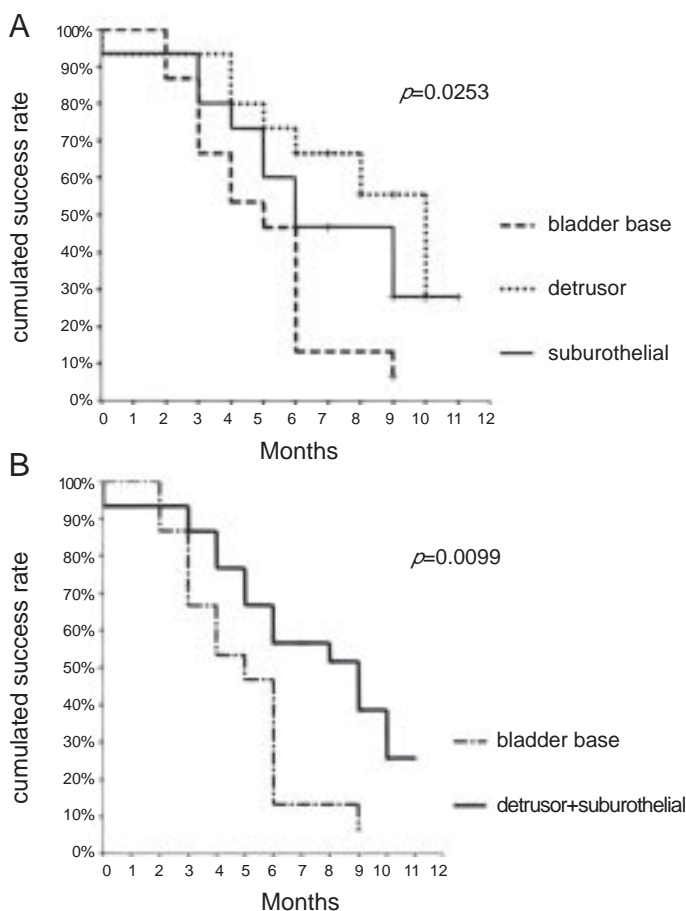 A
cumulated success rate
100%
90%
80%
70%
60%
50%
40%
30%
20%
10%
0%
p=0.0253
bladder base
detrusor
suburothelial
0 1 2 3 4 5 6 7 8 9 10 11 12
Months
B
cumulated success rate
100%
90%
80%
70%
60%
50%
40%
30%
20%
10%
0%
p=0.0099
bladder base
detrusor+suburothelial
0 1 2 3 4 5 6 7 8 9 10 11 12
Months